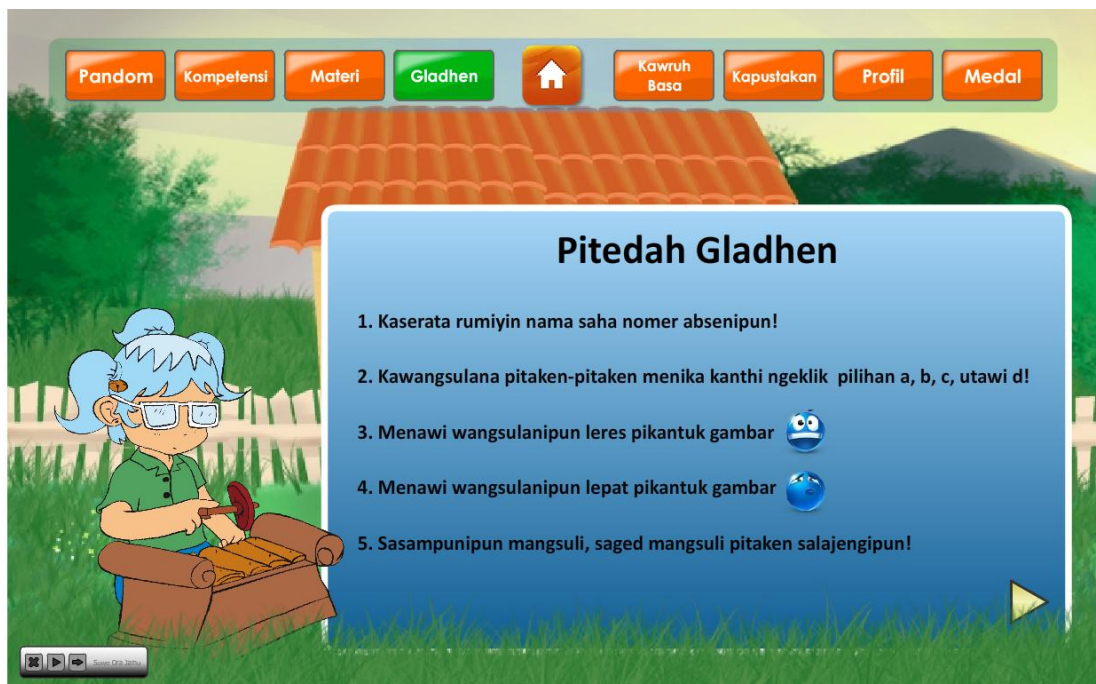 Pandom
Kompetensi
Materi
Gladhen
Kawruh
Basa
Kapustakan
Profil
Medal
Pitedah Gladhen
1. Kaserata rumiyin nama saha nomer absenipun!
2. Kawangsulana pitaken-pitaken menika kanthi ngeklik pilihan a, b, c, utawi d!
3. Menawi wangsulanipun leres pikantuk gambar
4. Menawi wangsulanipun lepat pikantuk gambar
5. Sasampunipun mangsuli, saged mangsuli pitaken salajengipun!